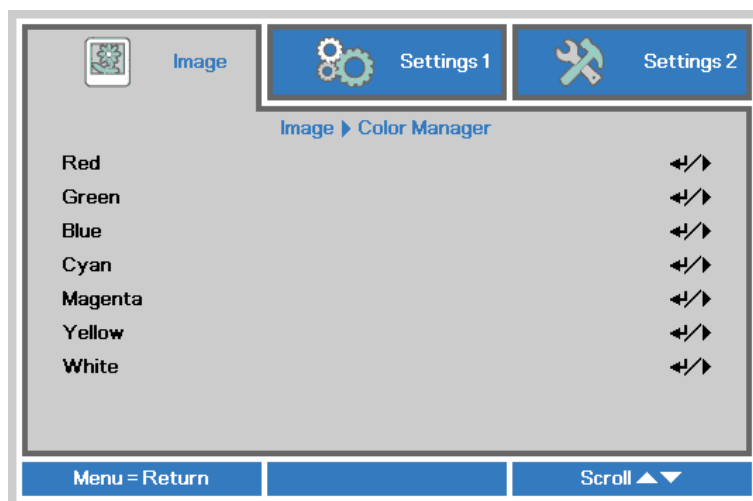 Image
Settings 1
Settings 2
Image ▶ Color Manager
Red ↵/▶
Green ↵/▶
Blue ↵/▶
Cyan ↵/▶
Magenta ↵/▶
Yellow ↵/▶
White ↵/▶
Menu = Return
Scroll ▲▼